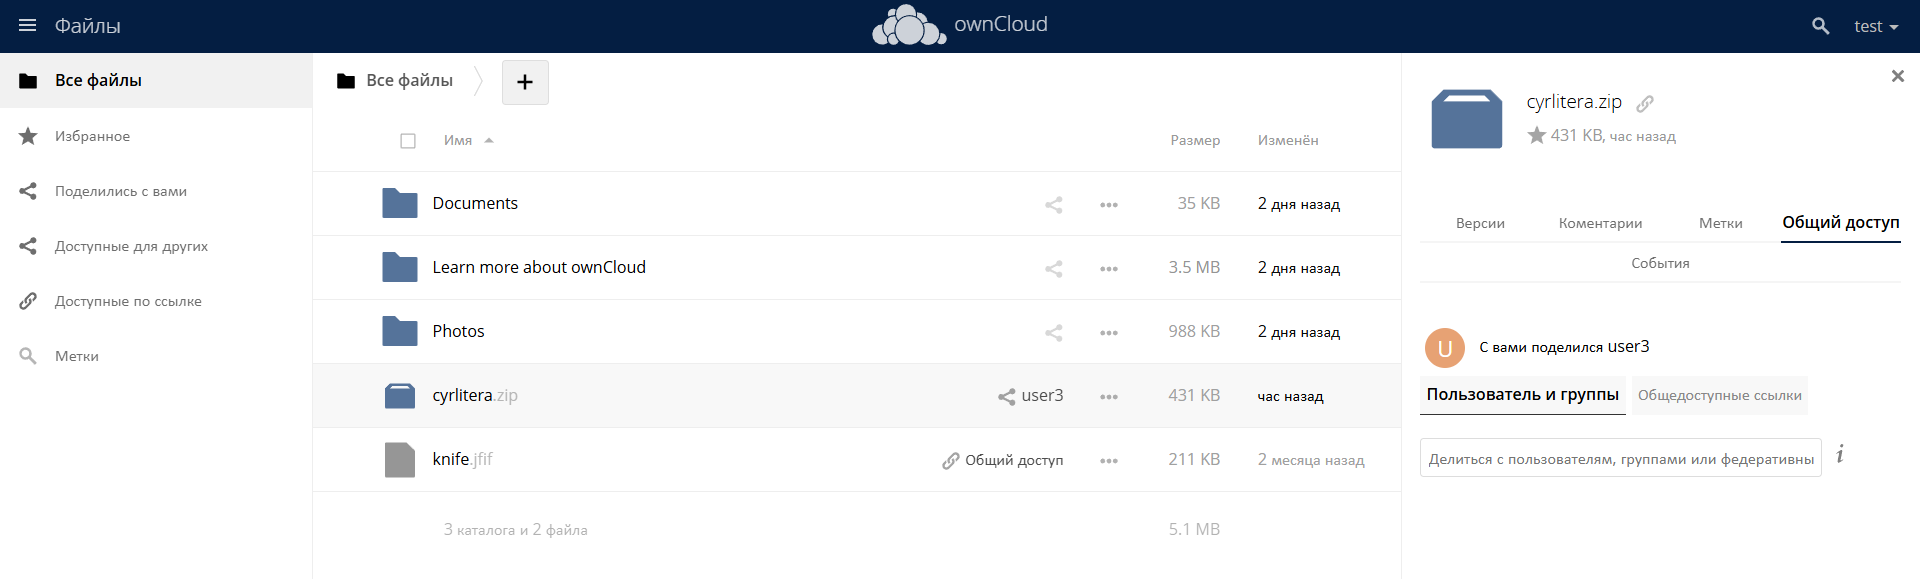 Файлы
ownCloud
test
Все файлы
Избранное
Поделились с вами
Доступные для других
Доступные по ссылке
Метки
Все файлы
+
Имя Размер Изменён
Documents 35 KB 2 дня назад
Learn more about ownCloud 3.5 MB 2 дня назад
Photos 988 KB 2 дня назад
cyrlitera.zip user3 431 KB час назад
knife.jfif Общий доступ 211 KB 2 месяца назад
3 каталога и 2 файла 5.1 MB
cyrlitera.zip
431 KB, час назад
Версии Коментарии Метки Общий доступ
События
U С вами поделился user3
Пользователь и группы Общедоступные ссылки
Делиться с пользователям, группами или федеративны i